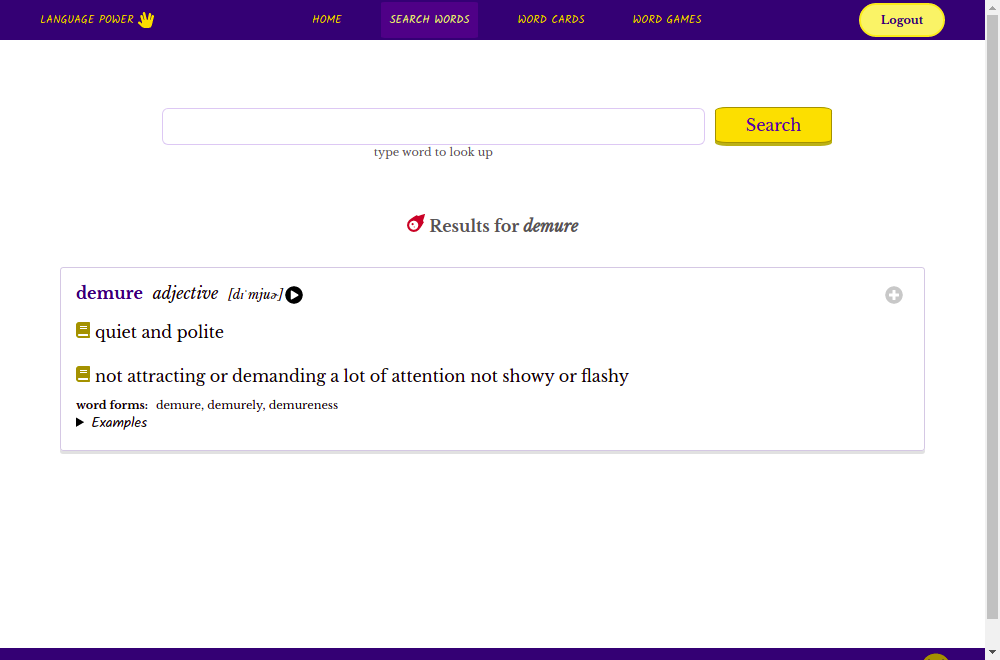 LANGUAGE POWER
HOME
SEARCH WORDS
WORD CARDS
WORD GAMES
Logout
Search
type word to look up
Results for demure
demure adjective [dɪˈmjuɚ]
quiet and polite
not attracting or demanding a lot of attention not showy or flashy
word forms: demure, demurely, demureness
Examples